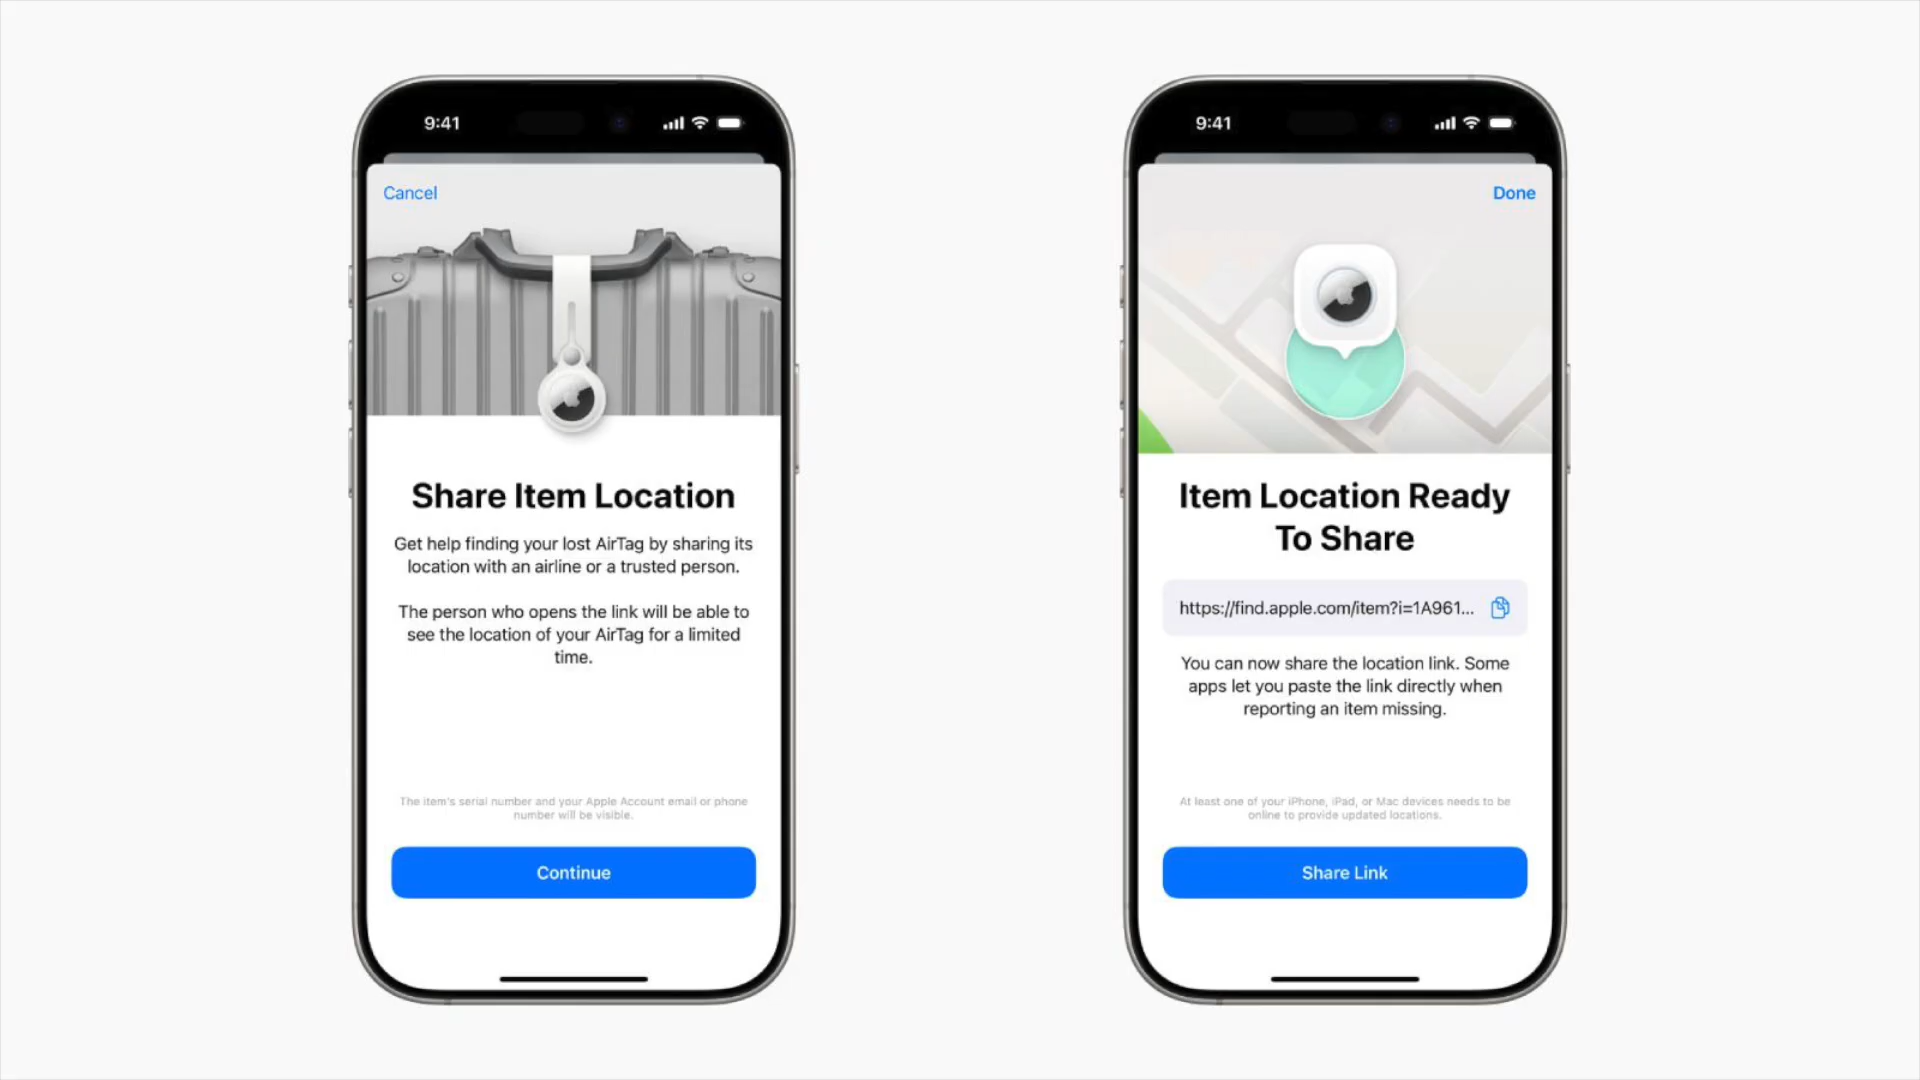 9:41
Cancel
Share Item Location
Get help finding your lost AirTag by sharing its
location with an airline or a trusted person.
The person who opens the link will be able to
see the location of your AirTag for a limited
time.
The item's serial number and your Apple Account email or phone
number will be visible.
Continue
9:41
Done
Item Location Ready
To Share
https://find.apple.com/item?i=1A961...
You can now share the location link. Some
apps let you paste the link directly when
reporting an item missing.
At least one of your iPhone, iPad, or Mac devices needs to be
online to provide updated locations.
Share Link